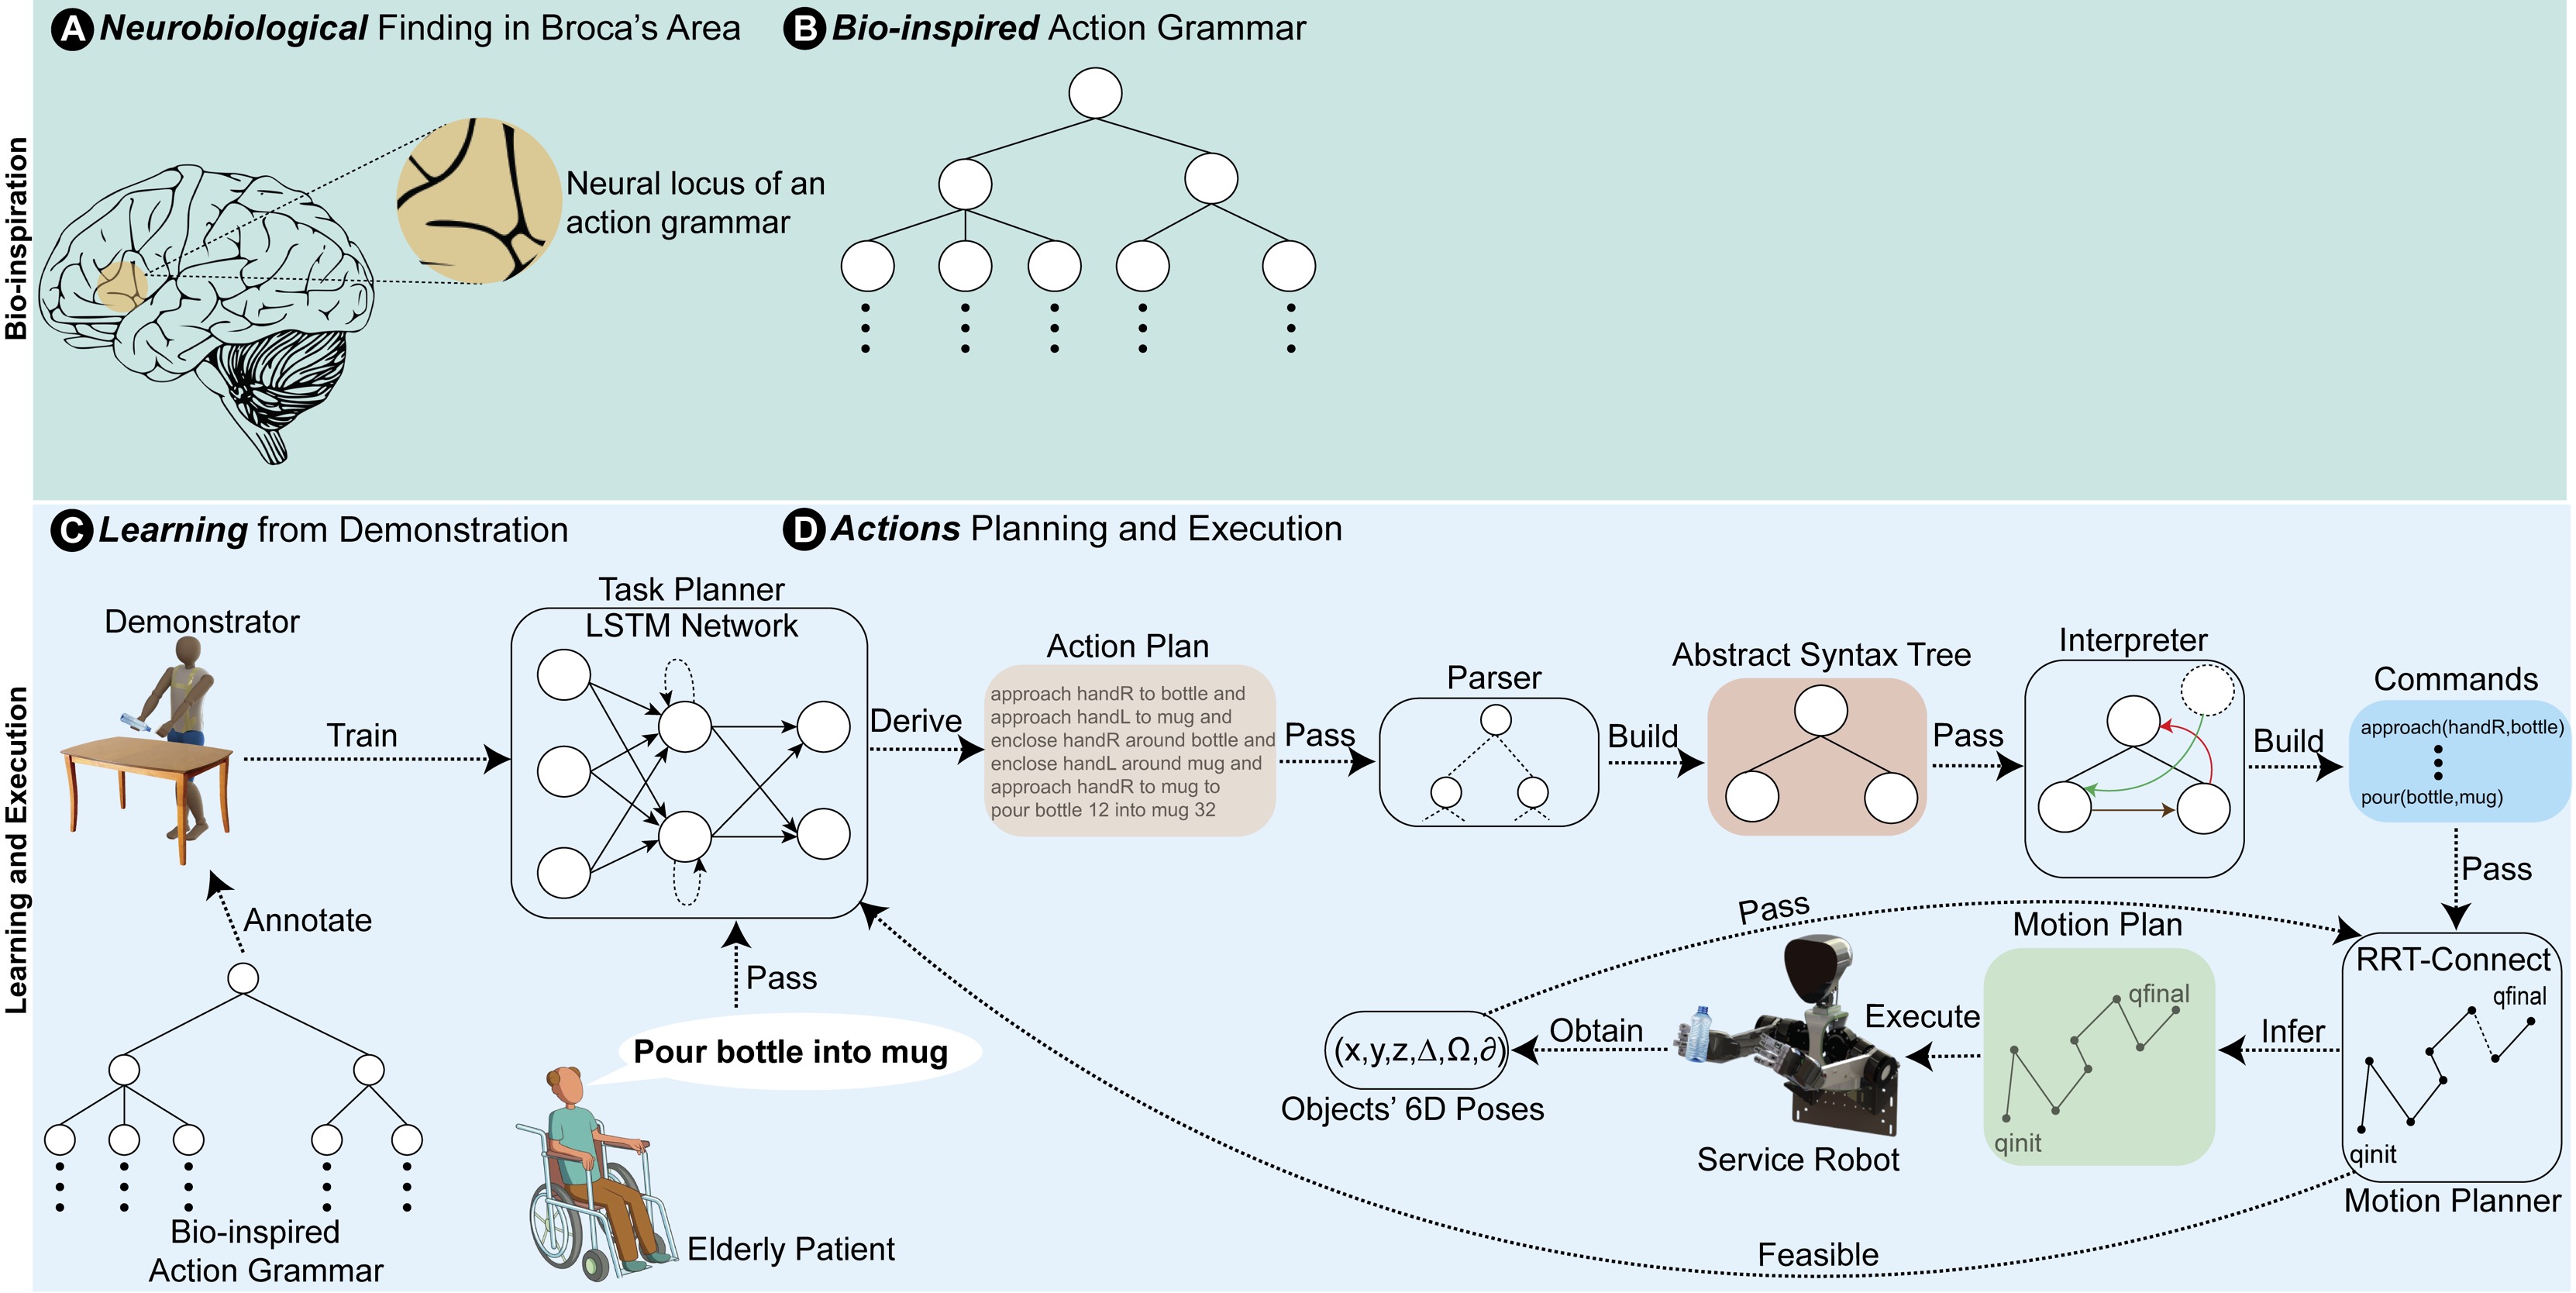 Bio-inspiration
A Neurobiological Finding in Broca's Area
Neural locus of an
action grammar
B Bio-inspired Action Grammar
Learning and Execution
C Learning from Demonstration
Demonstrator
Train
Annotate
Bio-inspired
Action Grammar
D Actions Planning and Execution
Task Planner
LSTM Network
Pass
Pour bottle into mug
Elderly Patient
Derive
Action Plan
approach handR to bottle and
approach handL to mug and
enclose handR around bottle and
enclose handL around mug and
approach handR to mug to
pour bottle 12 into mug 32
Pass
Parser
Build
Abstract Syntax Tree
Pass
Interpreter
Build
Commands
approach(handR,bottle)
pour(bottle,mug)
Pass
RRT-Connect
qfinal
qinit
Motion Planner
Infer
Motion Plan
qfinal
qinit
Execute
Service Robot
Obtain
(x,y,z,Δ,Ω,∂)
Objects' 6D Poses
Pass
Feasible